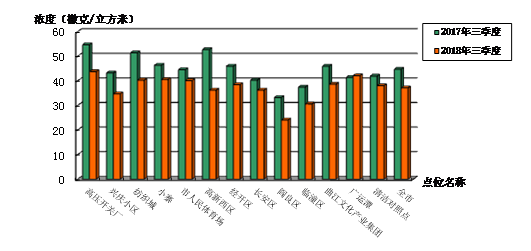 浓度（微克/立方米）
2017年三季度
2018年三季度
60
50
40
30
20
10
0
高压开关厂
兴庆小区
纺织城
小寨
市人民体育场
高新西区
经开区
长安区
阎良区
临潼区
曲江文化产业集团
广运潭
清洁对照点
全市
点位名称